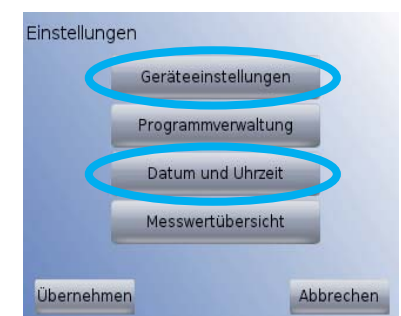 Einstellungen
Geräteeinstellungen
Programmverwaltung
Datum und Uhrzeit
Messwertübersicht
Übernehmen Abbrechen